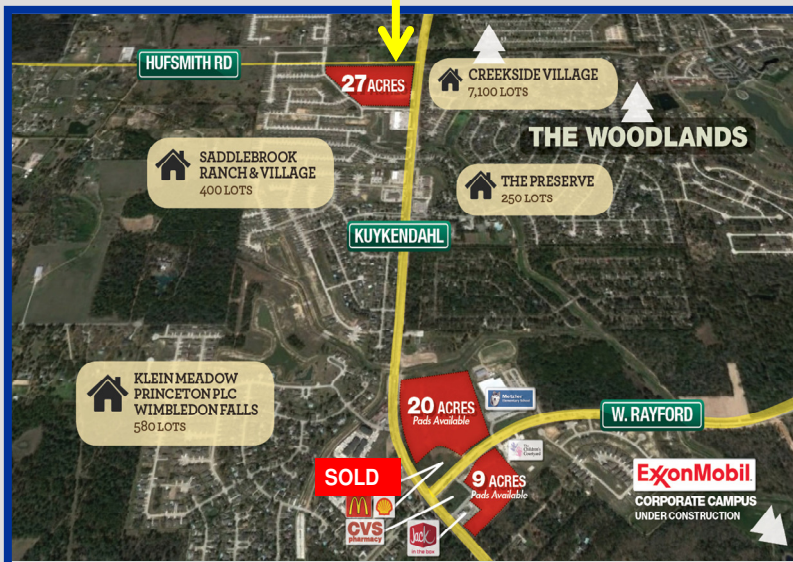 HUFSMITH RD
27 ACRES
CREEKSIDE VILLAGE
7,100 LOTS
THE WOODLANDS
SADDLEBROOK
RANCH & VILLAGE
400 LOTS
THE PRESERVE
250 LOTS
KUYKENDAHL
KLEIN MEADOW
PRINCETON PLC
WIMBLEDON FALLS
580 LOTS
20 ACRES
Pads Available
W. RAYFORD
SOLD
9 ACRES
Pads Available
ExxonMobil
CORPORATE CAMPUS
UNDER CONSTRUCTION
CVS
pharmacy
Jack
in the box